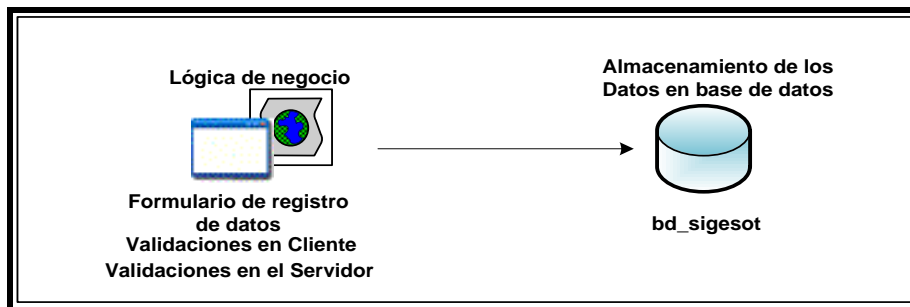 Lógica de negocio
Formulario de registro
de datos
Validaciones en Cliente
Validaciones en el Servidor
Almacenamiento de los
Datos en base de datos
bd_sigesot